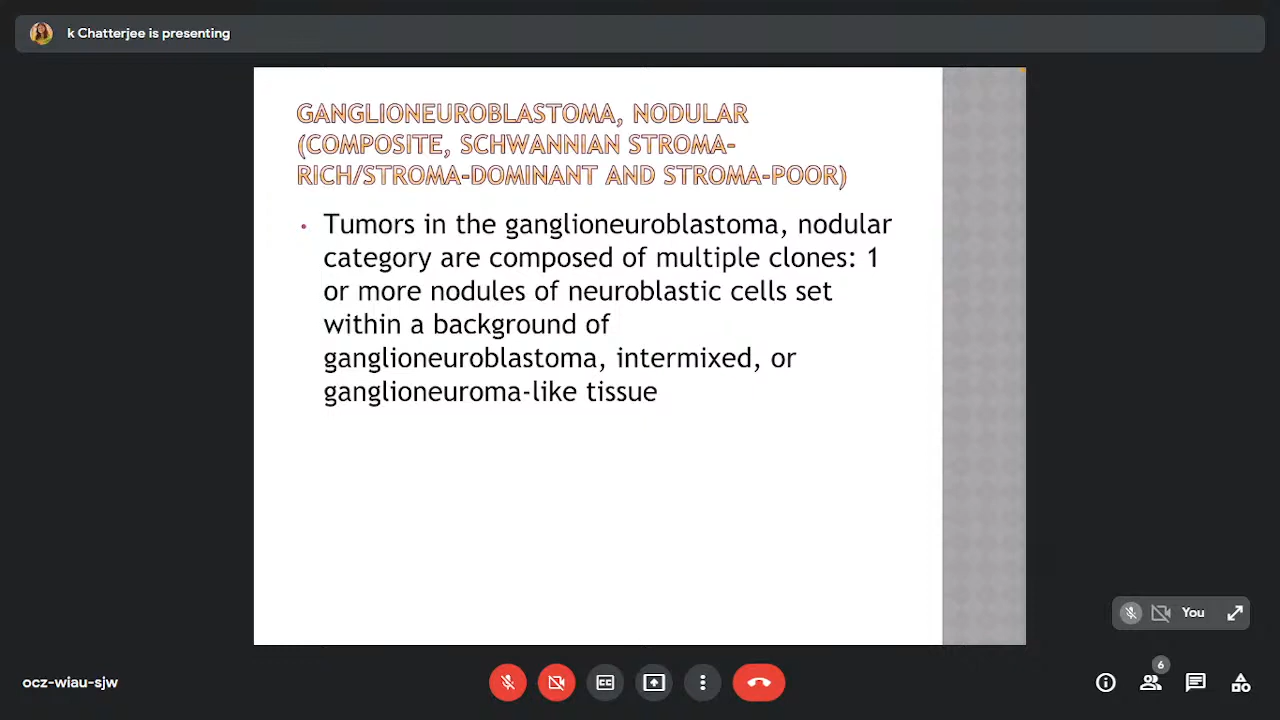 k Chatterjee is presenting
GANGLIONEUROBLASTOMA, NODULAR
(COMPOSITE, SCHWANNIAN STROMA-
RICH/STROMA-DOMINANT AND STROMA-POOR)
• Tumors in the ganglioneuroblastoma, nodular
category are composed of multiple clones: 1
or more nodules of neuroblastic cells set
within a background of
ganglioneuroblastoma, intermixed, or
ganglioneuroma-like tissue
You
ocz-wiau-sjw
CC
6